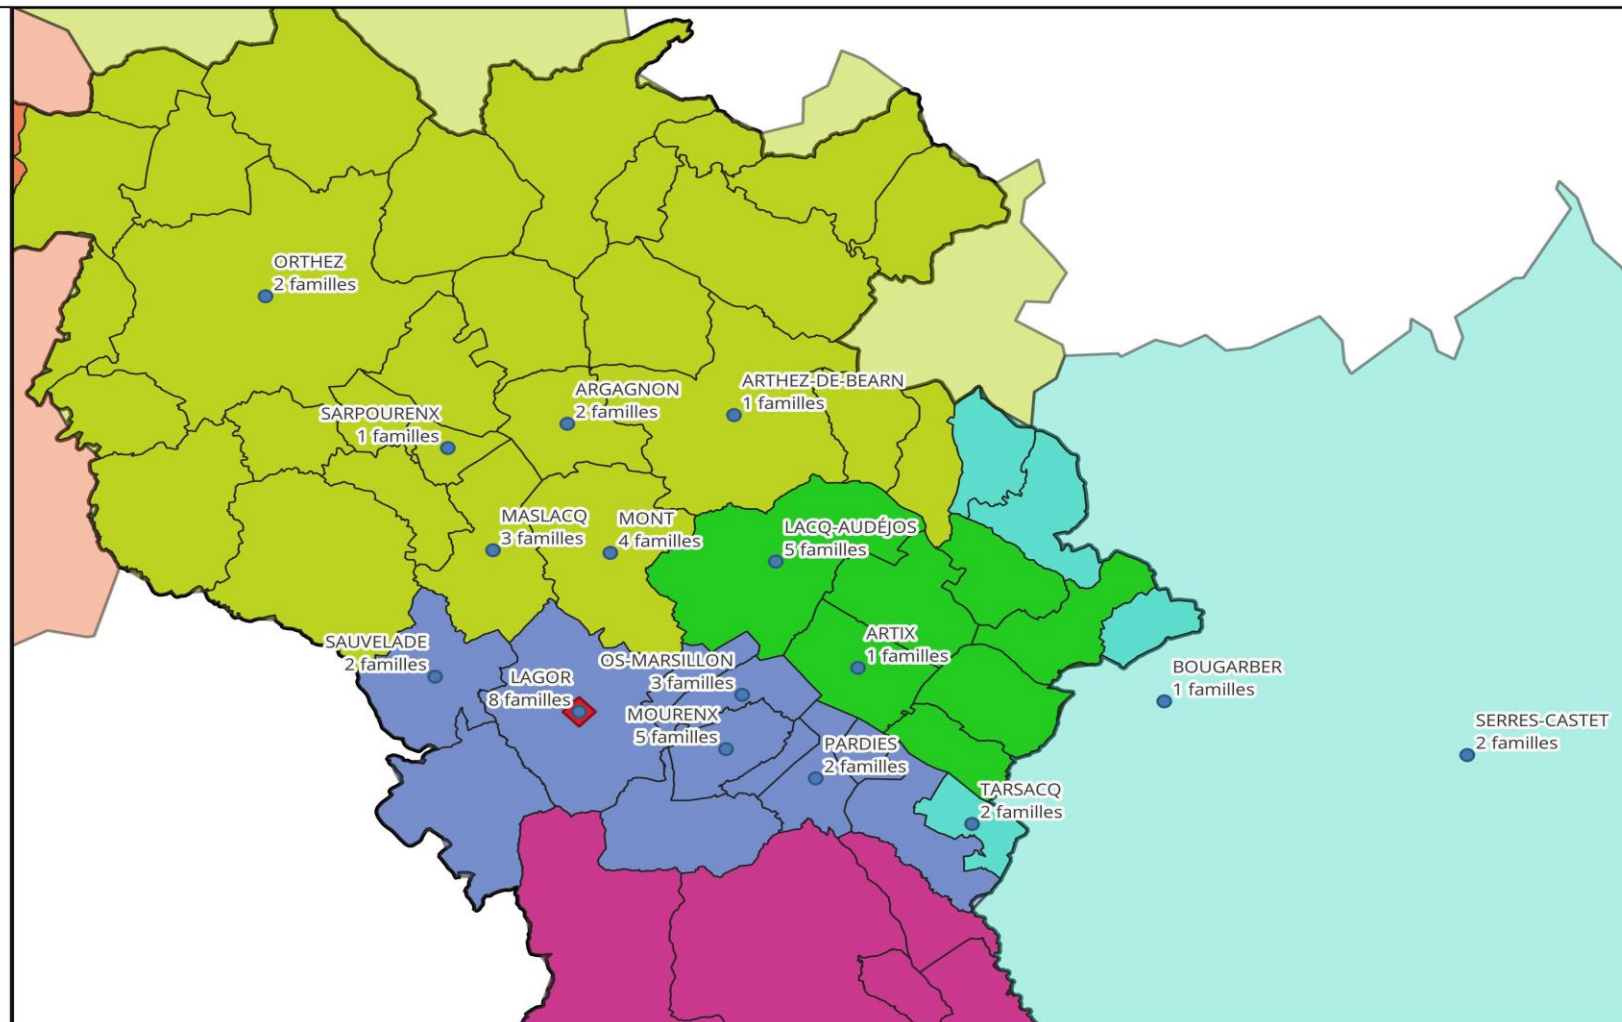 ORTHEZ
2 familles
ARGAGNON
2 familles
ARTHEZ-DE-BEARN
1 familles
SARPOURENX
1 familles
MASLACQ
3 familles
MONT
4 familles
LACQ-AUDÉJOS
5 familles
SAUVELADE
2 familles
LAGOR
8 familles
OS-MARSILLON
3 familles
ARTIX
1 familles
BOUGARBER
1 familles
MOURENX
5 familles
PARDIES
2 familles
SERRES-CASTET
2 familles
TARSACQ
2 familles